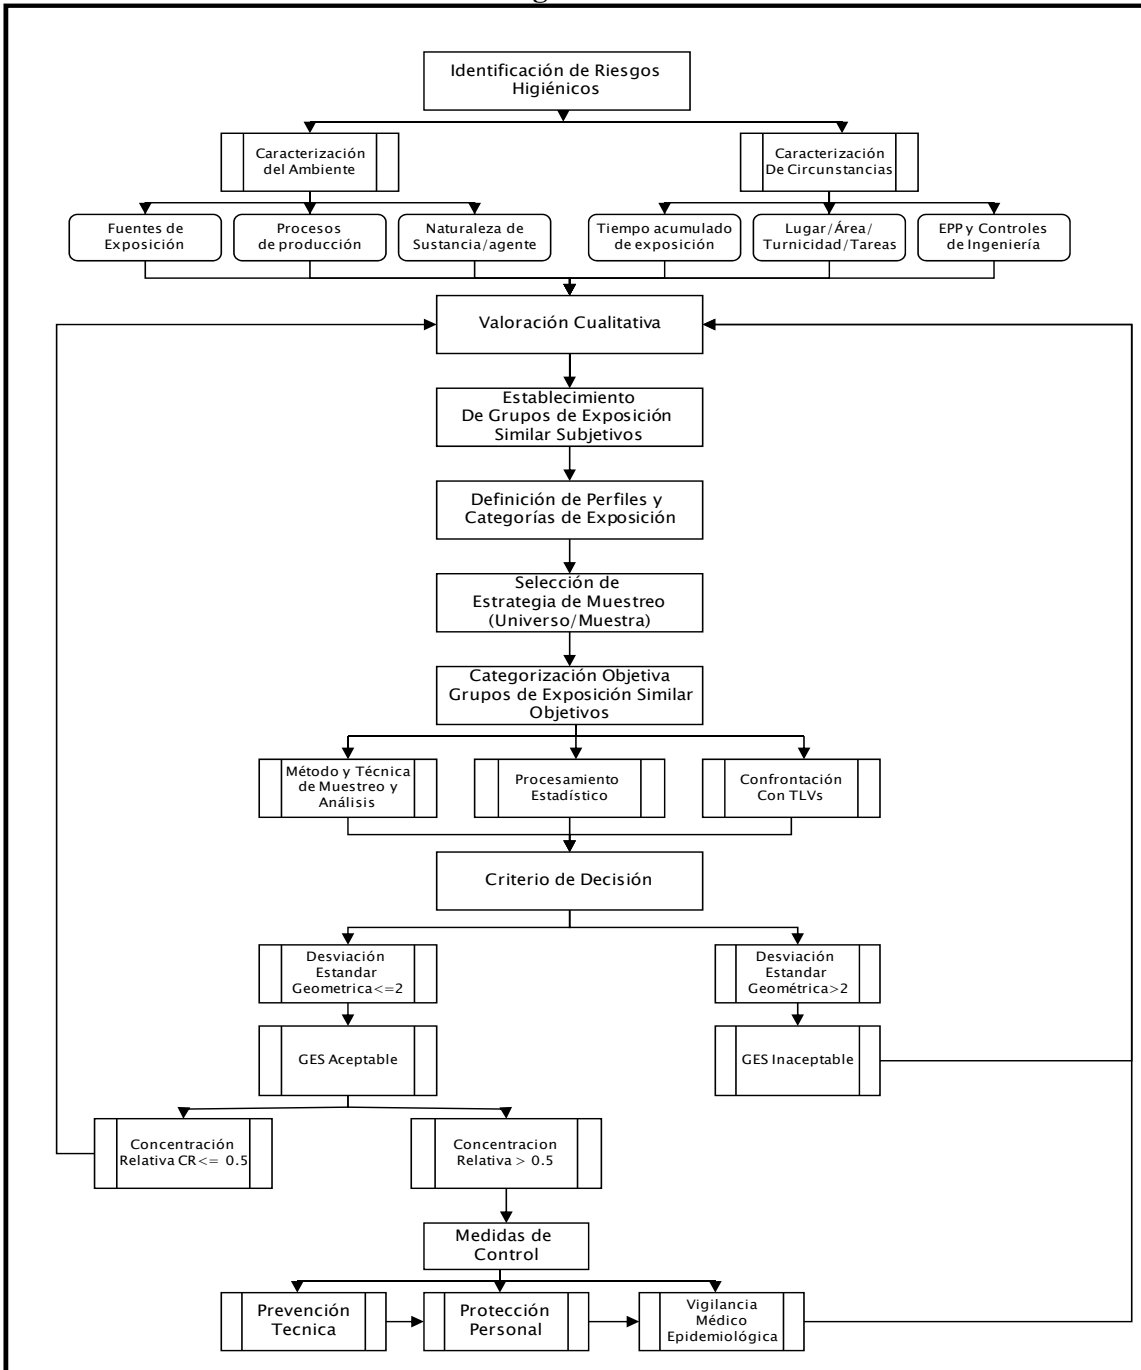 Identificación de Riesgos
Higiénicos
Caracterización
del Ambiente
Caracterización
De Circunstancias
Fuentes de
Exposición
Procesos
de producción
Naturaleza de
Sustancia/agente
Tiempo acumulado
de exposición
Lugar/Área/
Turnicidad/Tareas
EPP y Controles
de Ingeniería
Valoración Cualitativa
Establecimiento
De Grupos de Exposición
Similar Subjetivos
Definición de Perfiles y
Categorías de Exposición
Selección de
Estrategia de Muestreo
(Universo/Muestra)
Categorización Objetiva
Grupos de Exposición Similar
Objetivos
Método y Técnica
de Muestreo y
Análisis
Procesamiento
Estadístico
Confrontación
Con TLVs
Criterio de Decisión
Desviación
Estandar
Geometrica<=2
Desviación
Estandar
Geométrica>2
GES Aceptable
GES Inaceptable
Concentración
Relativa CR<= 0.5
Concentracion
Relativa > 0.5
Medidas de
Control
Prevención
Tecnica
Protección
Personal
Vigilancia
Médico
Epidemiológica